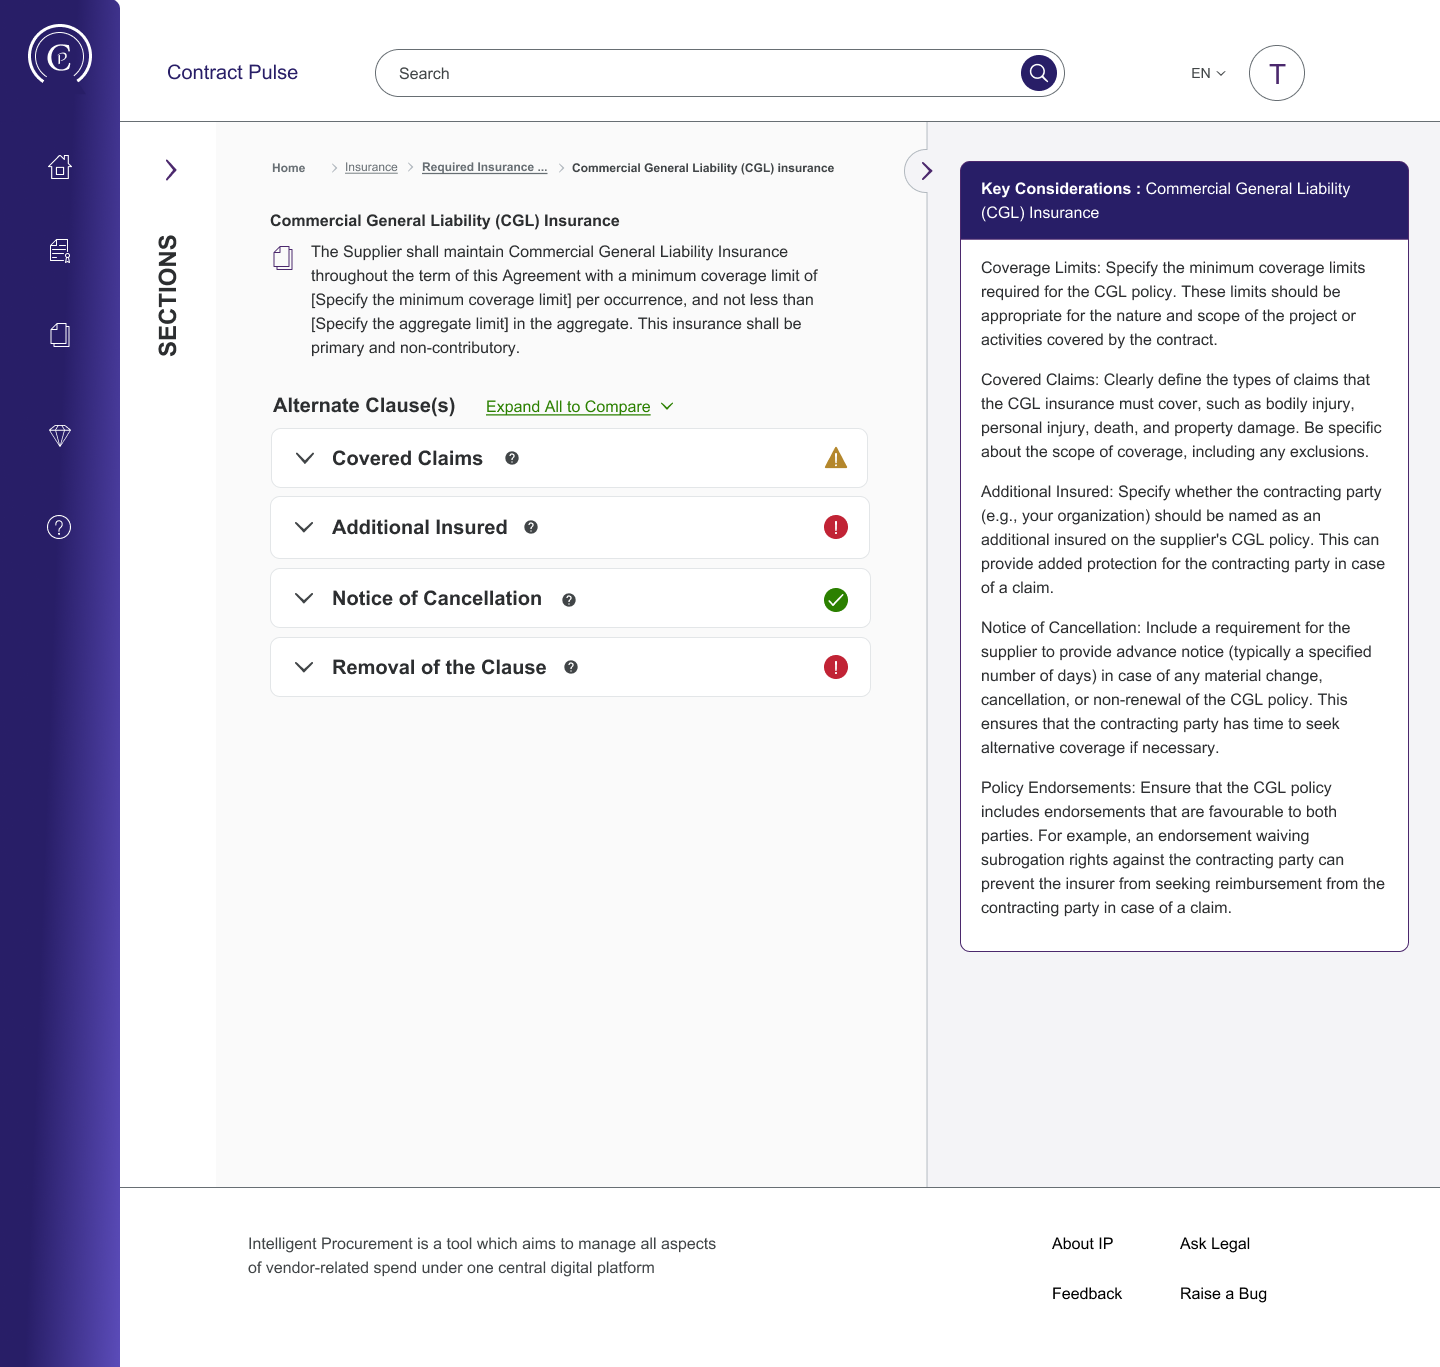 Contract Pulse
Search
EN
T
SECTIONS
Home
Insurance
Required Insurance ...
Commercial General Liability (CGL) insurance
Commercial General Liability (CGL) Insurance
The Supplier shall maintain Commercial General Liability Insurance
throughout the term of this Agreement with a minimum coverage limit of
[Specify the minimum coverage limit] per occurrence, and not less than
[Specify the aggregate limit] in the aggregate. This insurance shall be
primary and non-contributory.
Alternate Clause(s)
Expand All to Compare
Covered Claims
Additional Insured
Notice of Cancellation
Removal of the Clause
Key Considerations : Commercial General Liability
(CGL) Insurance
Coverage Limits: Specify the minimum coverage limits
required for the CGL policy. These limits should be
appropriate for the nature and scope of the project or
activities covered by the contract.
Covered Claims: Clearly define the types of claims that
the CGL insurance must cover, such as bodily injury,
personal injury, death, and property damage. Be specific
about the scope of coverage, including any exclusions.
Additional Insured: Specify whether the contracting party
(e.g., your organization) should be named as an
additional insured on the supplier's CGL policy. This can
provide added protection for the contracting party in case
of a claim.
Notice of Cancellation: Include a requirement for the
supplier to provide advance notice (typically a specified
number of days) in case of any material change,
cancellation, or non-renewal of the CGL policy. This
ensures that the contracting party has time to seek
alternative coverage if necessary.
Policy Endorsements: Ensure that the CGL policy
includes endorsements that are favourable to both
parties. For example, an endorsement waiving
subrogation rights against the contracting party can
prevent the insurer from seeking reimbursement from the
contracting party in case of a claim.
Intelligent Procurement is a tool which aims to manage all aspects
of vendor-related spend under one central digital platform
About IP
Ask Legal
Feedback
Raise a Bug